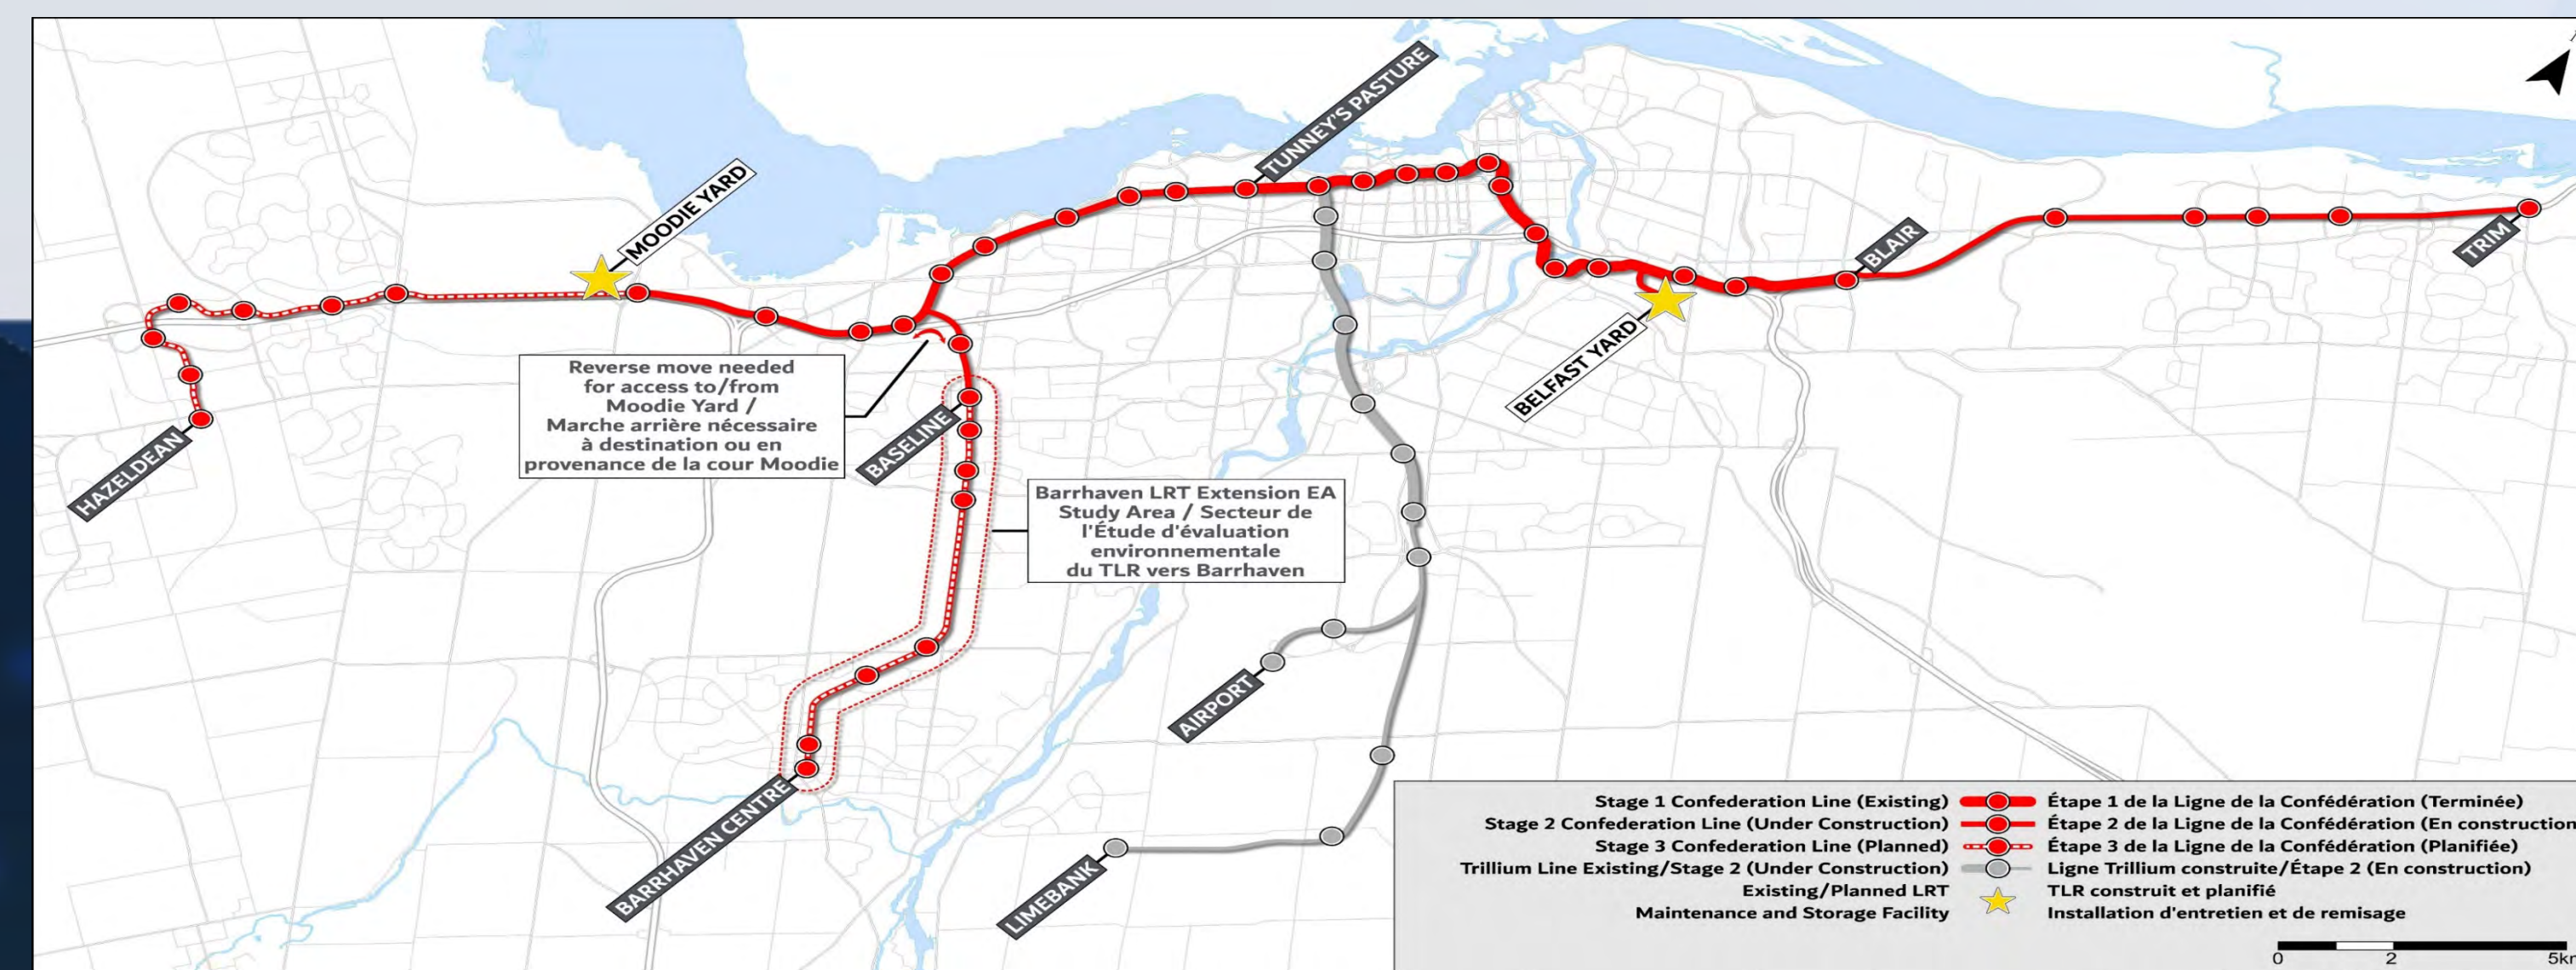 TUNNEY'S PASTURE
MOODIE YARD
BLAIR
TRIM
BELFAST YARD
Reverse move needed
for access to/from
Moodie Yard /
Marche arrière nécessaire
à destination ou en
provenance de la cour Moodie
BASELINE
HAZELDEAN
Barrhaven LRT Extension EA
Study Area / Secteur de
l'Étude d'évaluation
environnementale
du TLR vers Barrhaven
AIRPORT
BARRHAVEN CENTRE
LIMEBANK
Stage 1 Confederation Line (Existing) Étape 1 de la Ligne de la Confédération (Terminée)
Stage 2 Confederation Line (Under Construction) Étape 2 de la Ligne de la Confédération (En construction
Stage 3 Confederation Line (Planned) Étape 3 de la Ligne de la Confédération (Planifiée)
Trillium Line Existing/Stage 2 (Under Construction) Ligne Trillium construite/Étape 2 (En construction)
Existing/Planned LRT TLR construit et planifié
Maintenance and Storage Facility Installation d'entretien et de remisage
0 2 5km